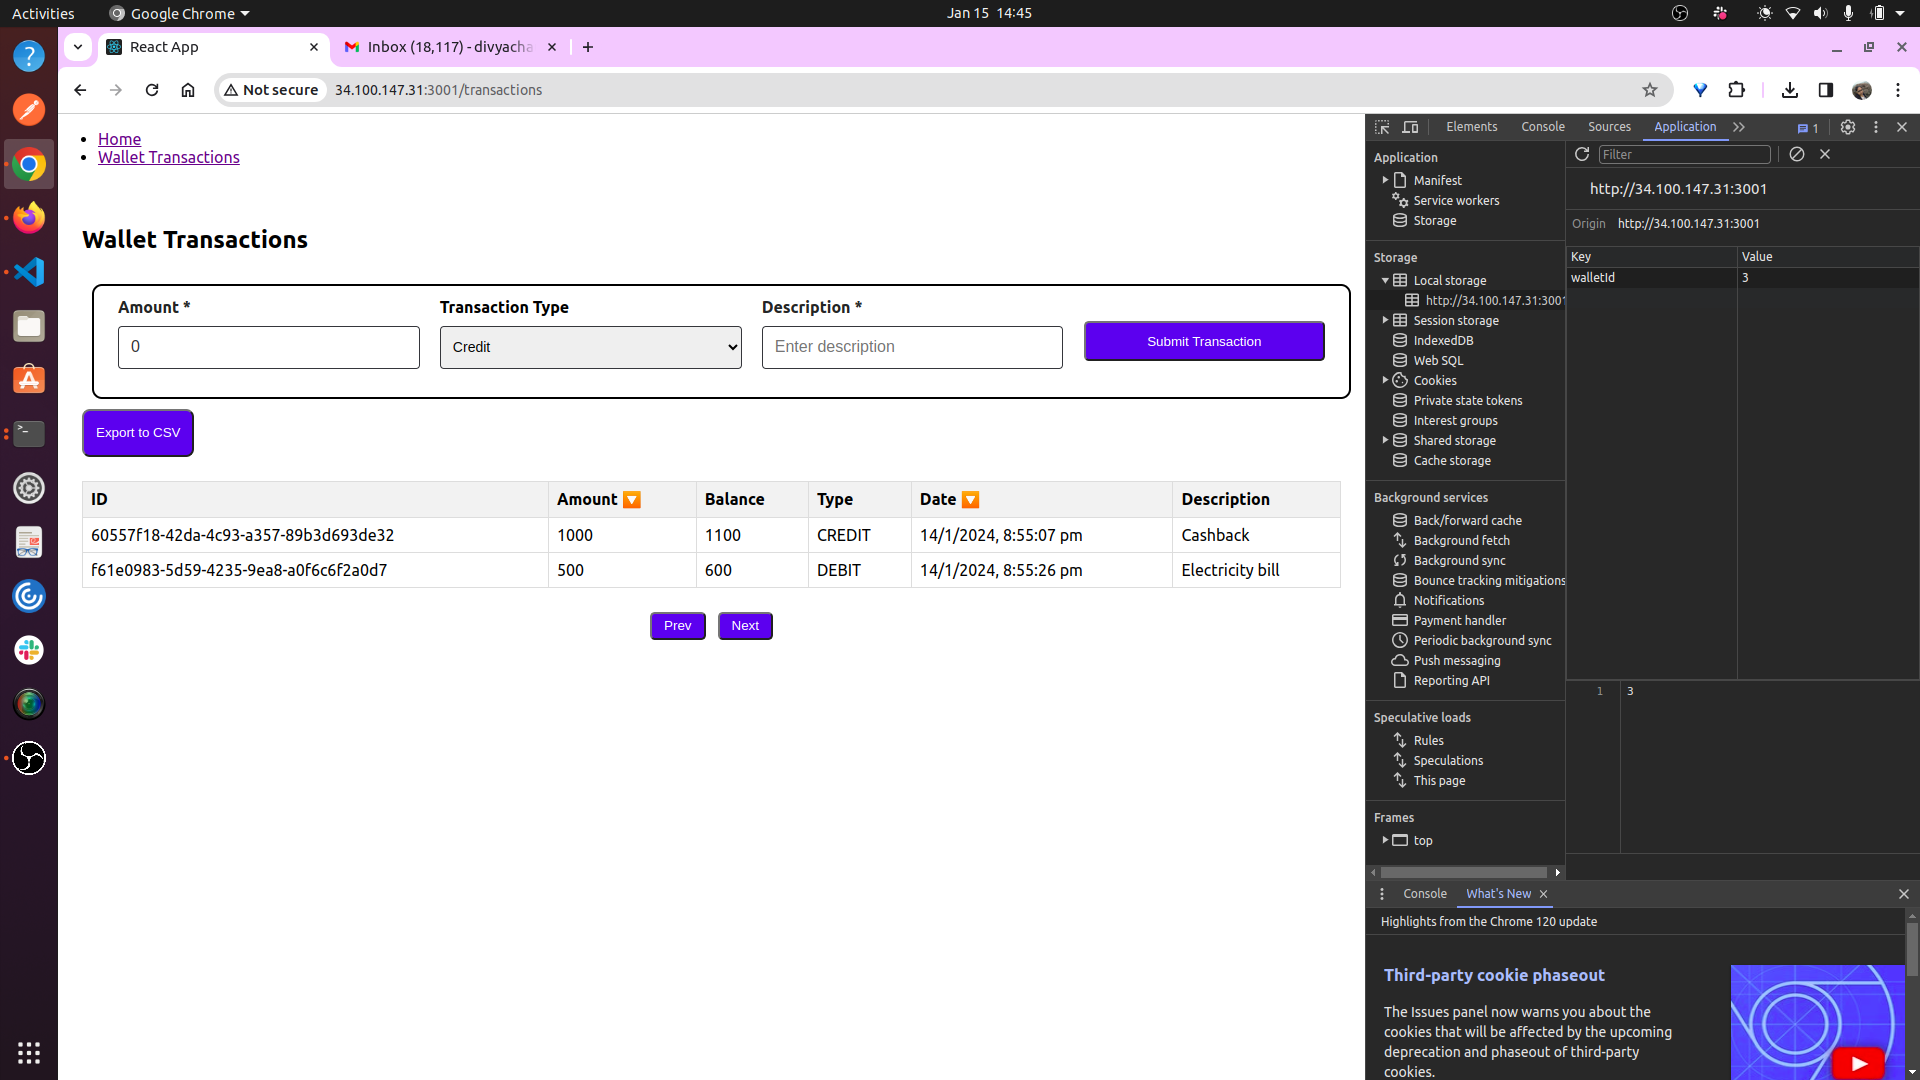 Activities
Google Chrome
Jan 15 14:45
React App
Inbox (18,117) - divyacha
Not secure
34.100.147.31:3001/transactions
Home
Wallet Transactions
Wallet Transactions
Amount *
Transaction Type
Description *
0
Credit
Enter description
Submit Transaction
Export to CSV
ID Amount Balance Type Date Description
60557f18-42da-4c93-a357-89b3d693de32 1000 1100 CREDIT 14/1/2024, 8:55:07 pm Cashback
f61e0983-5d59-4235-9ea8-a0f6c6f2a0d7 500 600 DEBIT 14/1/2024, 8:55:26 pm Electricity bill
Prev Next
Elements Console Sources Application 1
Application
Manifest
Service workers
Storage
Storage
Local storage
http://34.100.147.31:3001
Session storage
IndexedDB
Web SQL
Cookies
Private state tokens
Interest groups
Shared storage
Cache storage
Background services
Back/forward cache
Background fetch
Background sync
Bounce tracking mitigations
Notifications
Payment handler
Periodic background sync
Push messaging
Reporting API
Speculative loads
Rules
Speculations
This page
Frames
top
Filter
http://34.100.147.31:3001
Origin http://34.100.147.31:3001
Key Value
walletId 3
1 3
Console What's New
Highlights from the Chrome 120 update
Third-party cookie phaseout
The Issues panel now warns you about the
cookies that will be affected by the upcoming
deprecation and phaseout of third-party
cookies.